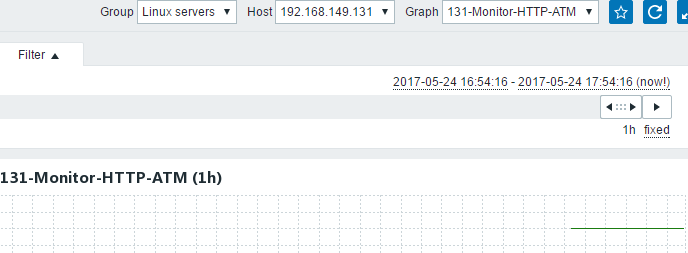 Group Linux servers Host 192.168.149.131 Graph 131-Monitor-HTTP-ATM
Filter
2017-05-24 16:54:16 - 2017-05-24 17:54:16 (now!)
1h fixed
131-Monitor-HTTP-ATM (1h)